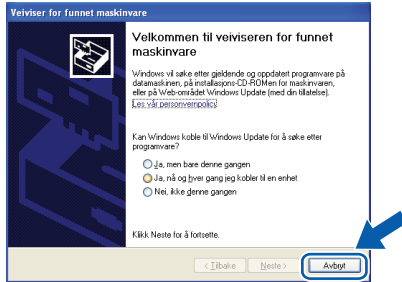 Veiviser for funnet maskinvare
Velkommen til veiviseren for funnet
maskinvare
Windows vil søke etter gjeldende og oppdatert programvare på
datamaskinen, på installasjons-CD-ROMen for maskinvaren,
eller på Web-området Windows Update (med din tillatelse).
Les vår personvernpolicy
Kan Windows koble til Windows Update for å søke etter
programvare?
Ja, men bare denne gangen
Ja, nå og hver gang jeg kobler til en enhet
Nei, ikke denne gangen
Klikk Neste for å fortsette.
< Tilbake Neste > Avbryt